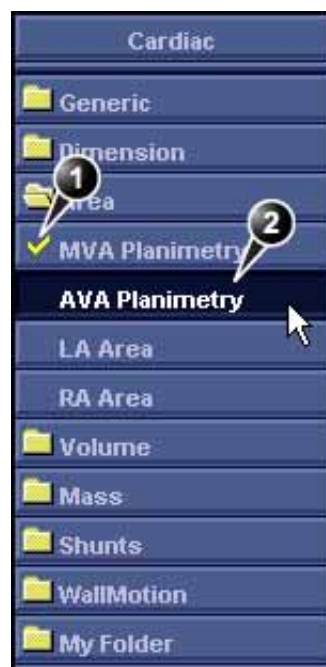 Cardiac
Generic
Dimension
1
Area
2
MVA Planimetry
AVA Planimetry
LA Area
RA Area
Volume
Mass
Shunts
WallMotion
My Folder